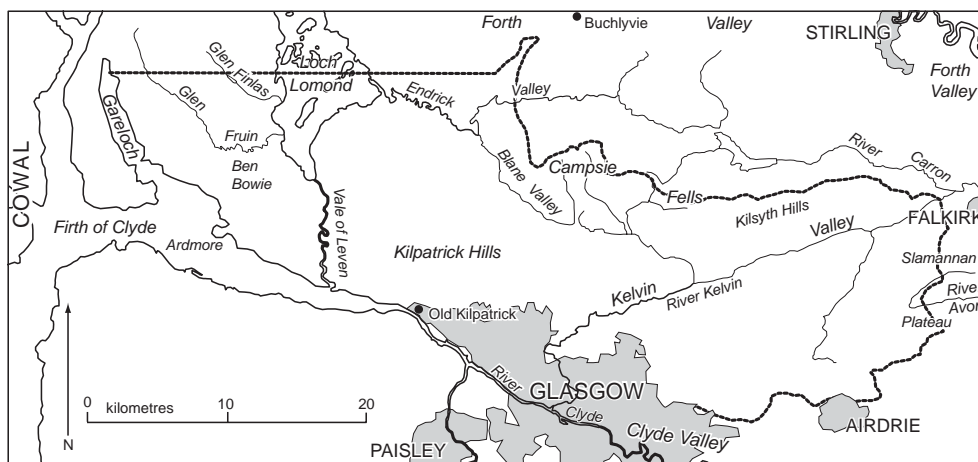 Forth
Buchlyvie
Valley
STIRLING
Forth
Valley
Glen Finlas
Loch
Lomond
Endrick
Valley
Gareloch
Glen
Fruin
Ben
Bowie
Blane Valley
Campsie
Fells
River
Carron
Kilsyth Hills
FALKIRK
COWAL
Firth of Clyde
Ardmore
Vale of Leven
Kilpatrick Hills
Valley
Kelvin
River Kelvin
Slamannan
River
Avon
Plateau
Old Kilpatrick
River
GLASGOW
Clyde
Clyde Valley
AIRDRIE
PAISLEY
0
kilometres
10
20
N